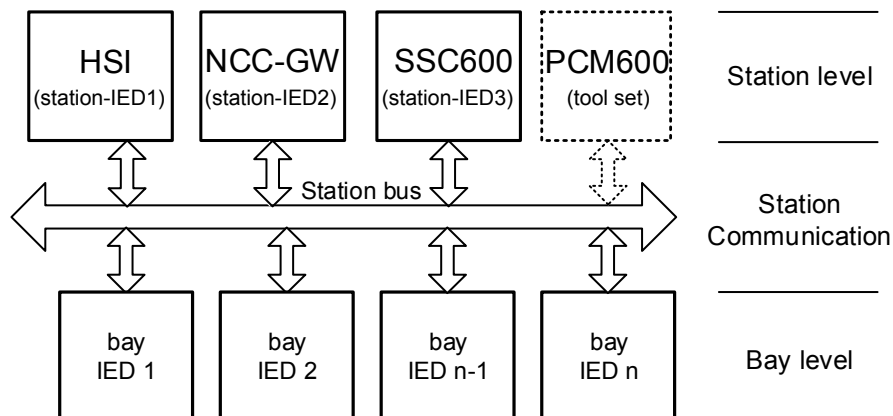 HSI
(station-IED1)
NCC-GW
(station-IED2)
SSC600
(station-IED3)
PCM600
(tool set)
Station level
Station bus
Station
Communication
bay
IED 1
bay
IED 2
bay
IED n-1
bay
IED n
Bay level